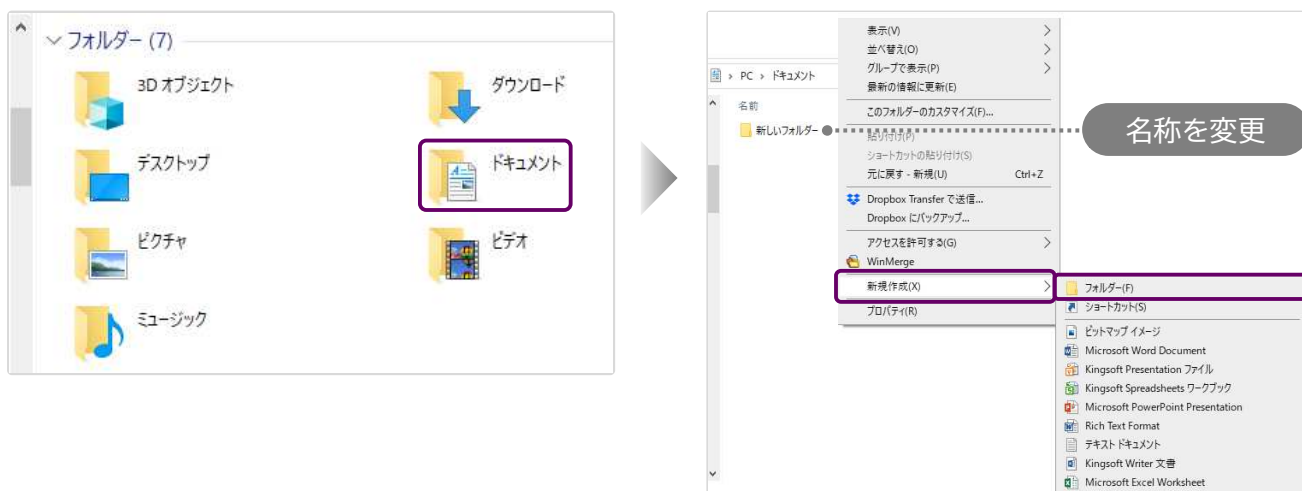 フォルダー (7)
3D オブジェクト
ダウンロード
デスクトップ
ドキュメント
ピクチャ
ビデオ
ミュージック
PC › ドキュメント
名前
新しいフォルダー
名称を変更
表示(V)
並べ替え(O)
グループで表示(P)
最新の情報に更新(E)
このフォルダーのカスタマイズ(F)...
貼り付け(P)
ショートカットの貼り付け(S)
元に戻す - 新規(U) Ctrl+Z
Dropbox Transfer で送信...
Dropbox にバックアップ...
アクセスを許可する(G)
WinMerge
新規作成(X)
プロパティ(R)
フォルダー(F)
ショートカット(S)
ビットマップ イメージ
Microsoft Word Document
Kingsoft Presentation ファイル
Kingsoft Spreadsheets ワークブック
Microsoft PowerPoint Presentation
Rich Text Format
テキスト ドキュメント
Kingsoft Writer 文書
Microsoft Excel Worksheet